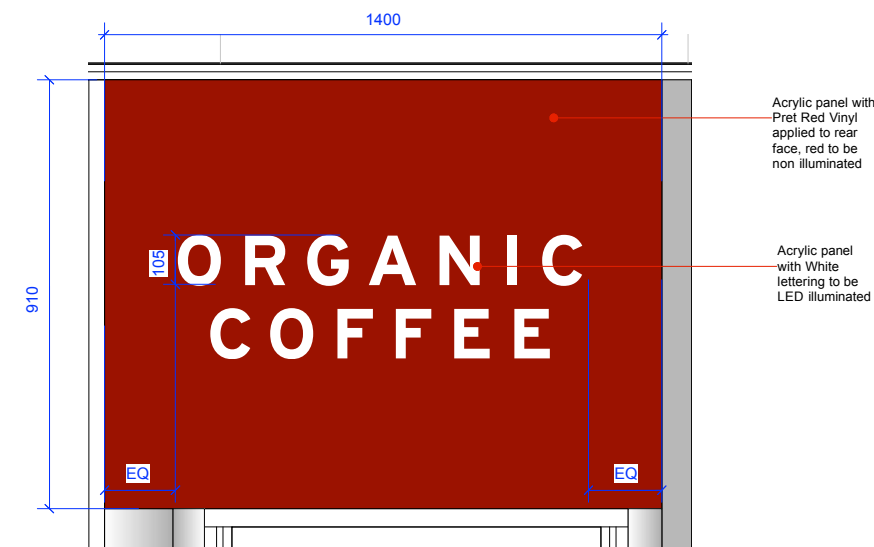 1400
Acrylic panel with
Pret Red Vinyl
applied to rear
face, red to be
non illuminated
ORGANIC
105
Acrylic panel
with White
lettering to be
LED illuminated
910
COFFEE
EQ
EQ